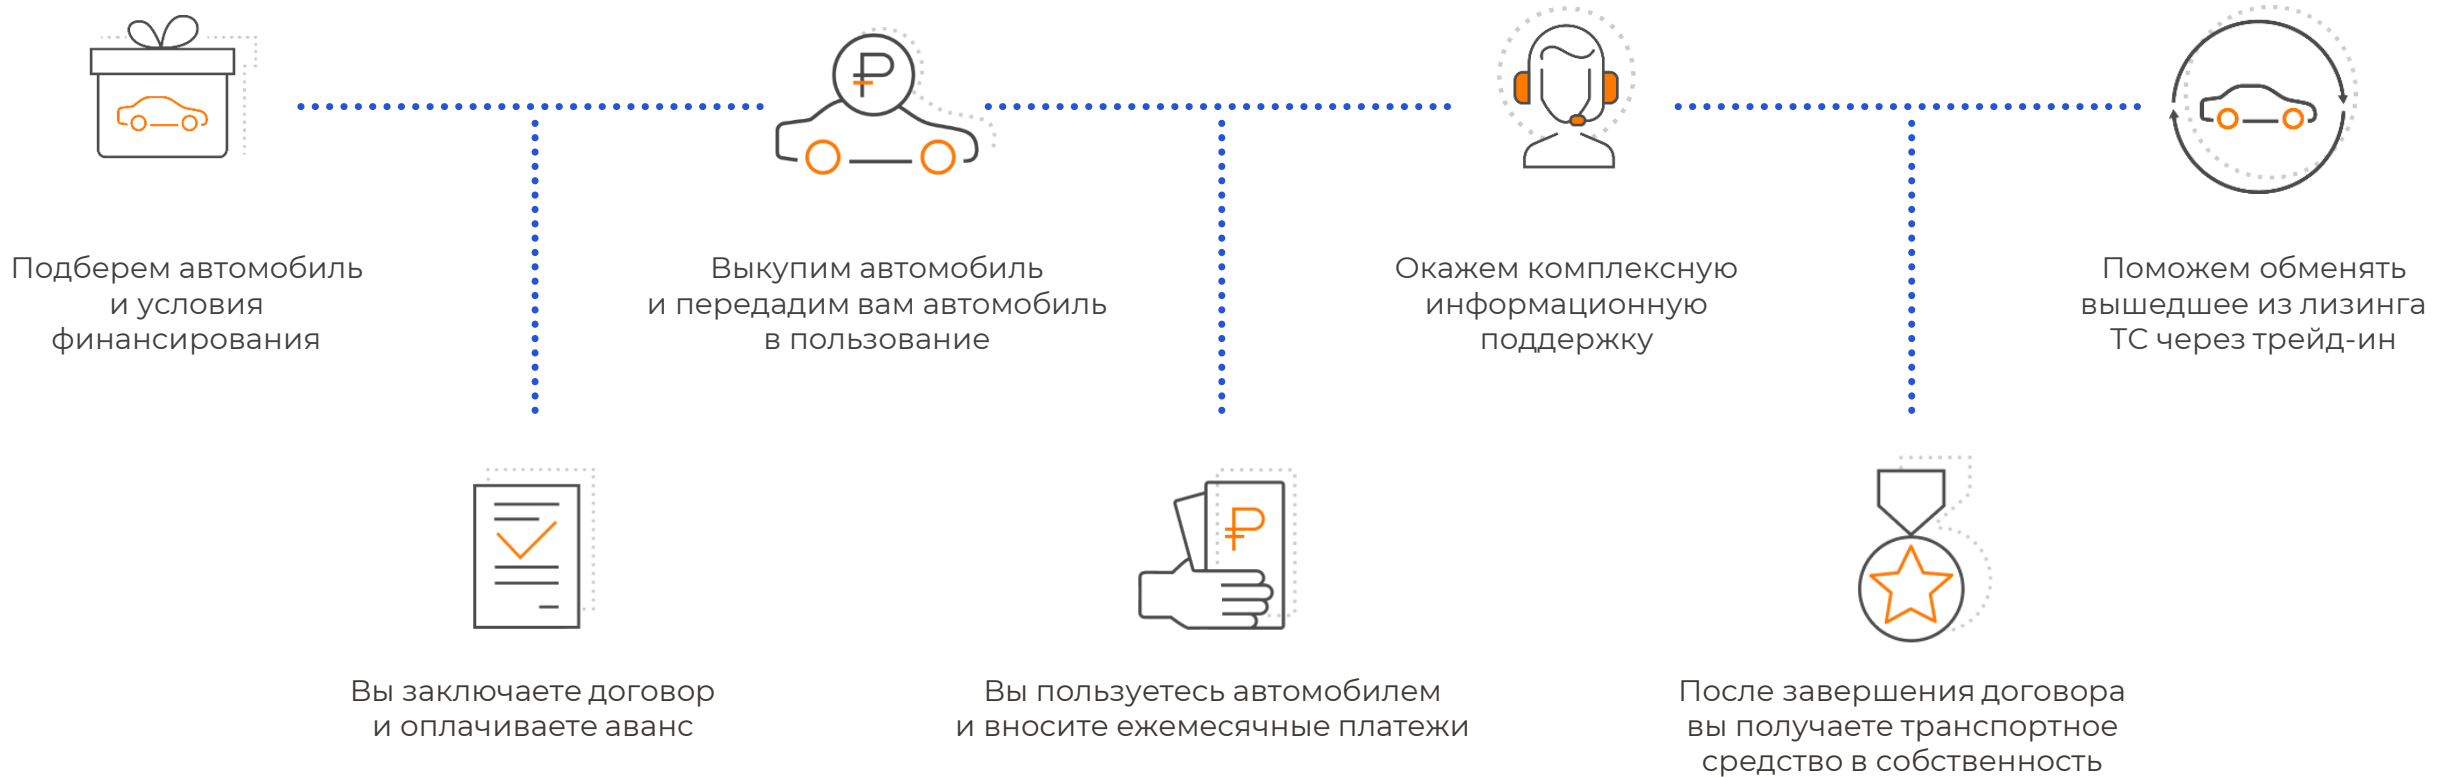 Подберем автомобиль
и условия
финансирования
Вы заключаете договор
и оплачиваете аванс
Выкупим автомобиль
и передадим вам автомобиль
в пользование
Вы пользуетесь автомобилем
и вносите ежемесячные платежи
Окажем комплексную
информационную
поддержку
После завершения договора
вы получаете транспортное
средство в собственность
Поможем обменять
вышедшее из лизинга
ТС через трейд-ин